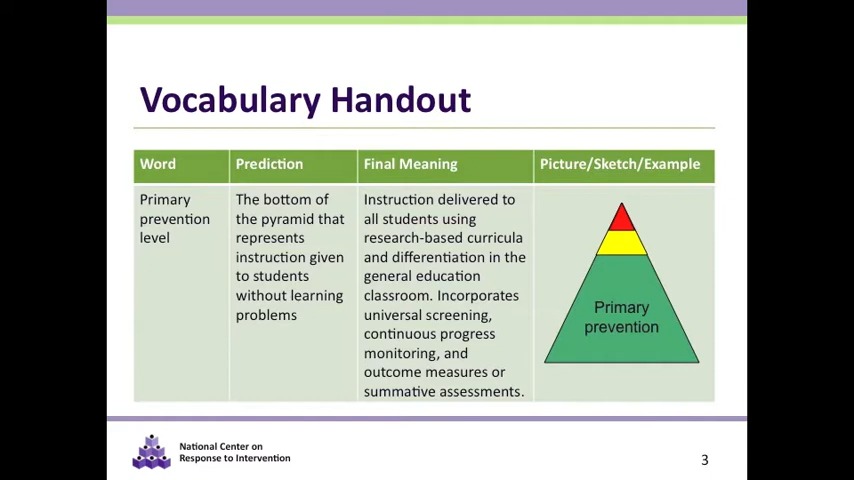 Vocabulary Handout
Word
Prediction
Final Meaning
Picture/Sketch/Example
Primary
prevention
level
The bottom of
the pyramid that
represents
instruction given
to students
without learning
problems
Instruction delivered to
all students using
research-based curricula
and differentiation in the
general education
classroom. Incorporates
universal screening,
continuous progress
monitoring, and
outcome measures or
summative assessments.
Primary
prevention
National Center on
Response to Intervention
3